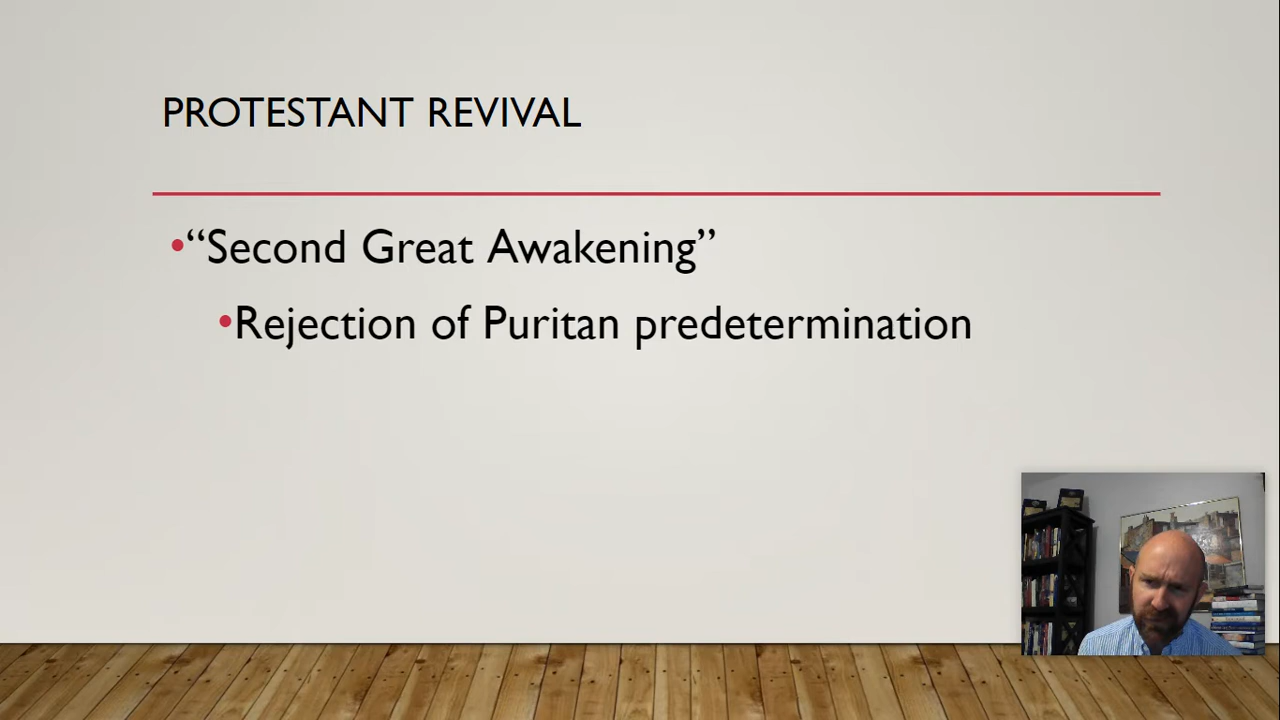 PROTESTANT REVIVAL
•“Second Great Awakening”
•Rejection of Puritan predetermination